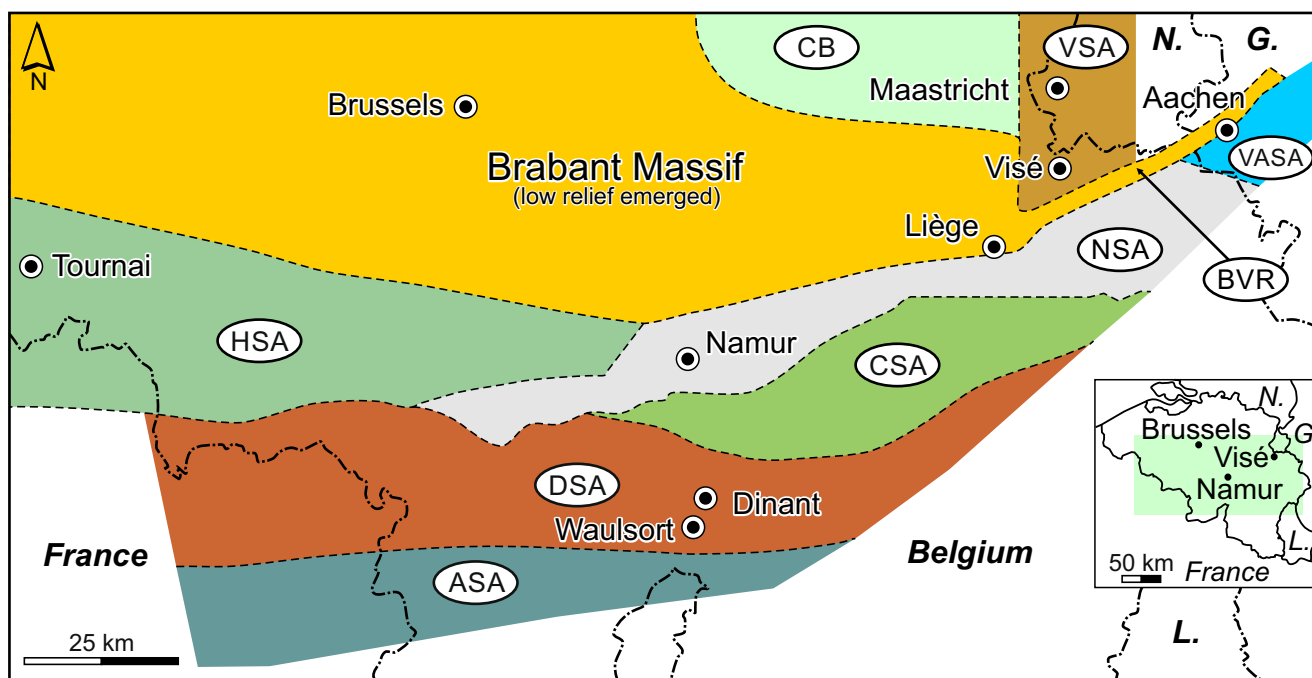 CB
VSA
N.
G.
N
Brussels
Maastricht
Aachen
Brabant Massif
(low relief emerged)
Visé
VASA
Liège
Tournai
NSA
BVR
HSA
Namur
CSA
N.
Brussels
G.
Visé
Namur
DSA
Dinant
Waulsort
L.
France
Belgium
50 km
France
ASA
25 km
L.